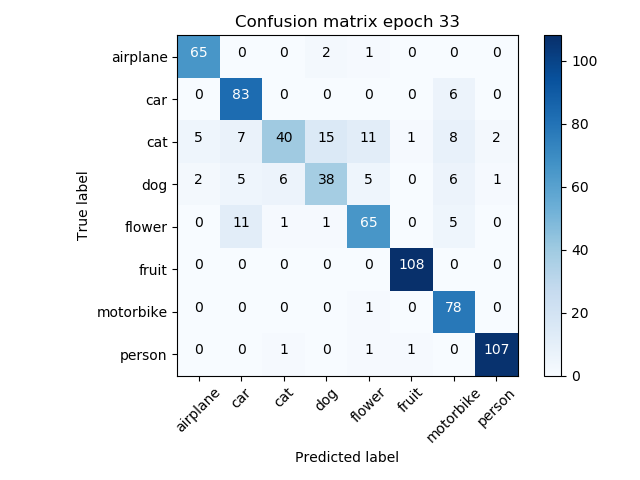 Confusion matrix epoch 33
True label
airplane 65 0 0 2 1 0 0 0
car 0 83 0 0 0 0 6 0
cat 5 7 40 15 11 1 8 2
dog 2 5 6 38 5 0 6 1
flower 0 11 1 1 65 0 5 0
fruit 0 0 0 0 0 108 0 0
motorbike 0 0 0 0 1 0 78 0
person 0 0 1 0 1 1 0 107
airplane car cat dog flower fruit motorbike person
Predicted label
100
80
60
40
20
0